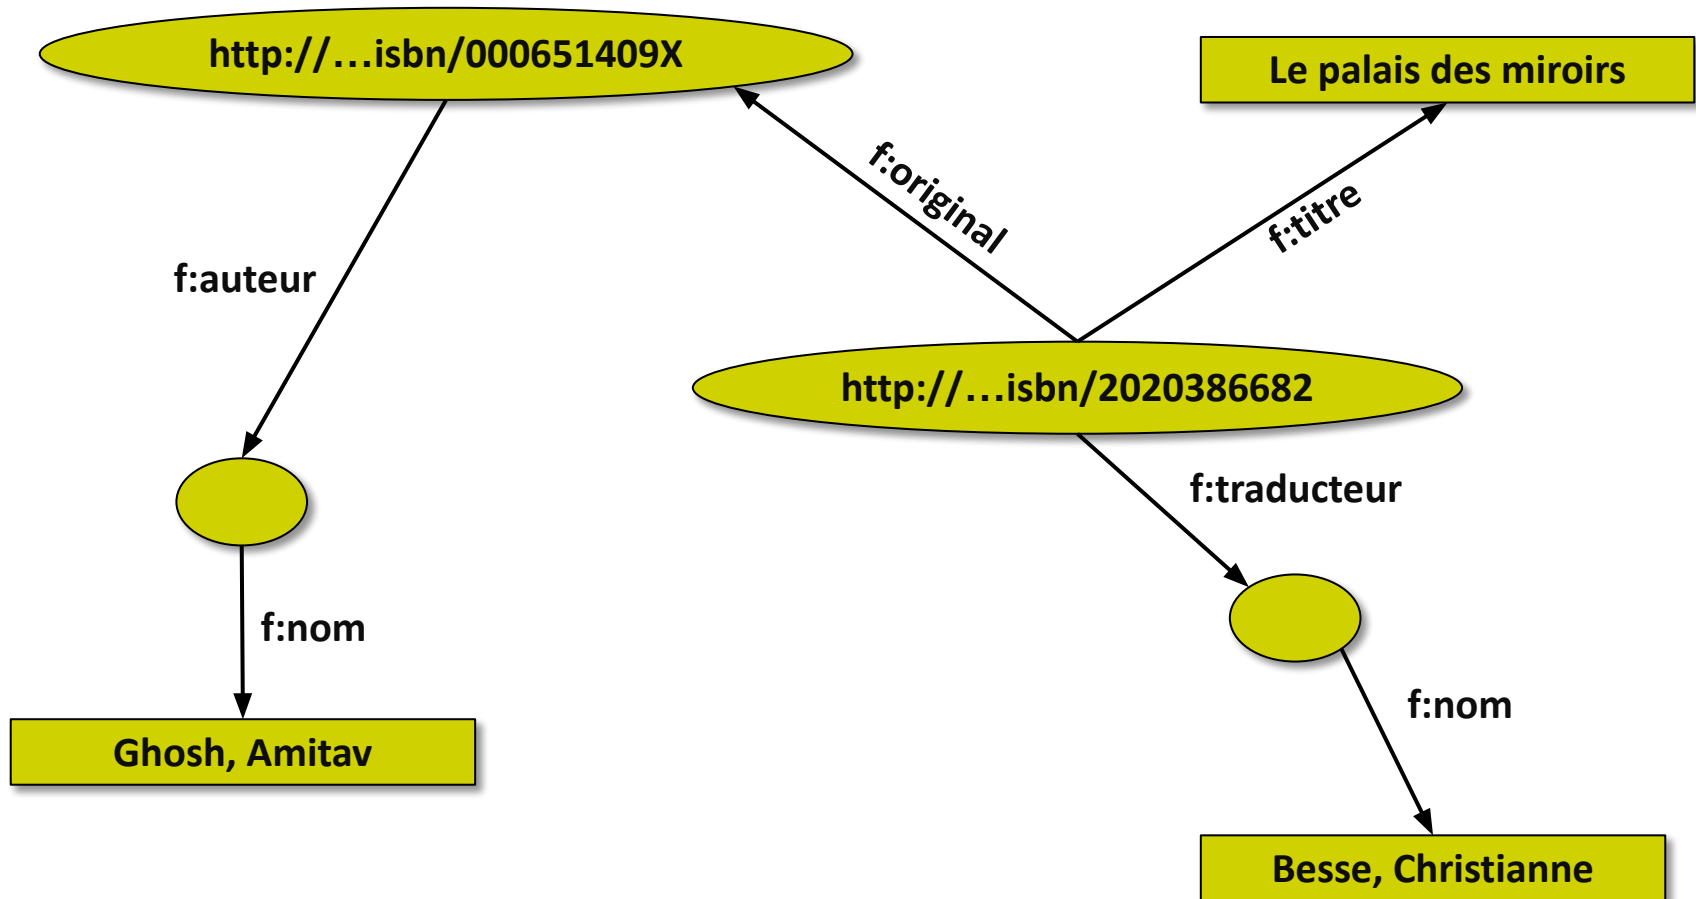 http://…isbn/000651409X
Le palais des miroirs
f:original
f:titre
f:auteur
http://…isbn/2020386682
f:traducteur
f:nom
f:nom
Ghosh, Amitav
Besse, Christianne